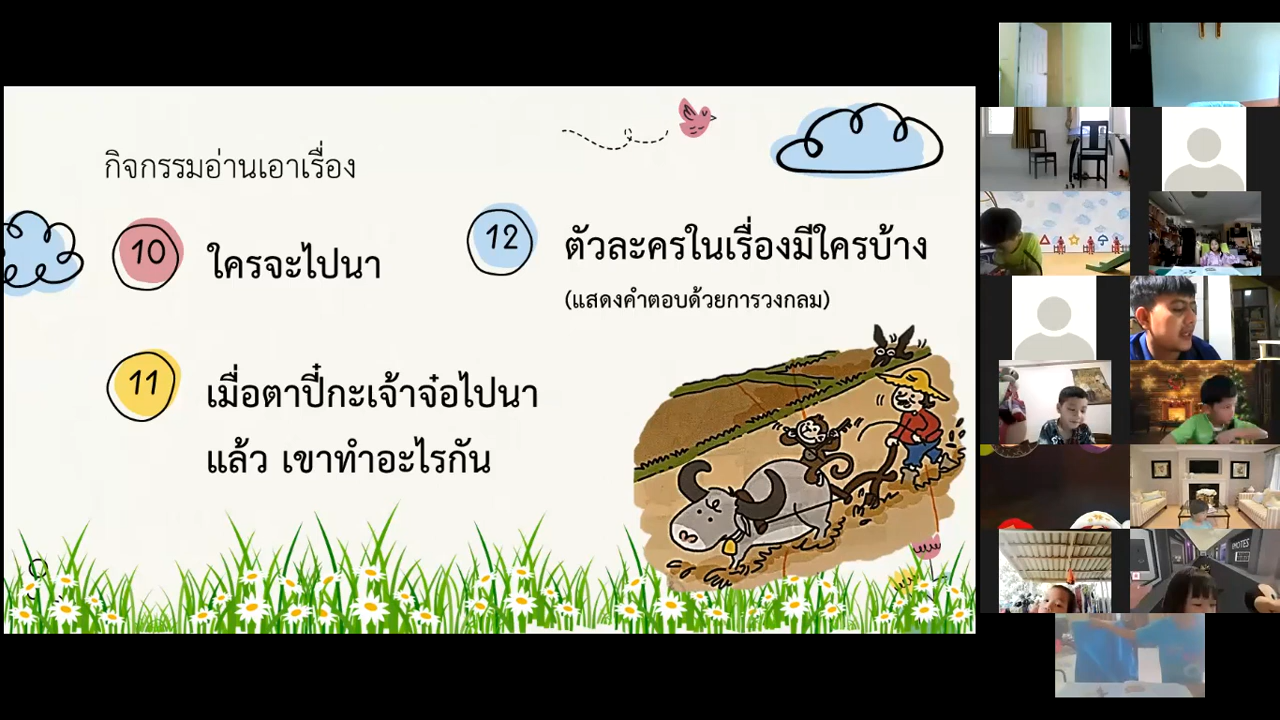 กิจกรรมอ่านเอาเรื่อง
10 ใครจะไปนา
11 เมื่อตาปี๋กะเจ้าจ๋อไปนา
แล้ว เขาทำอะไรกัน
12 ตัวละครในเรื่องมีใครบ้าง
(แสดงคำตอบด้วยการวงกลม)